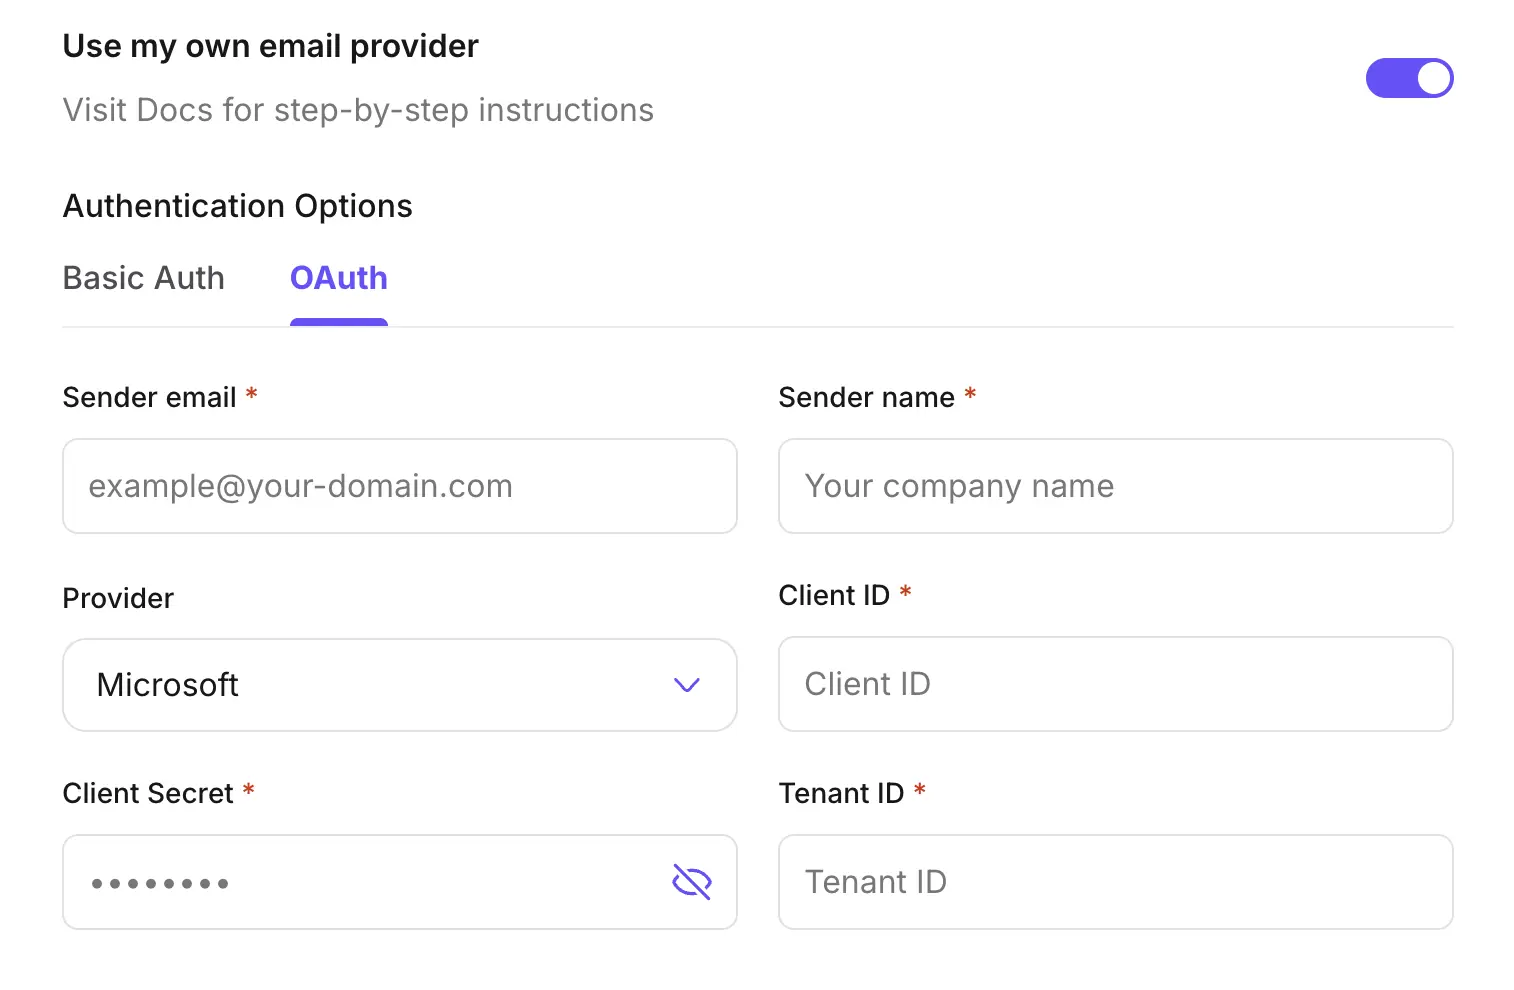 Use my own email provider
Visit Docs for step-by-step instructions
Authentication Options
Basic Auth OAuth
Sender email *
example@your-domain.com
Sender name *
Your company name
Provider
Microsoft
Client ID *
Client ID
Client Secret *
••••••••
Tenant ID *
Tenant ID